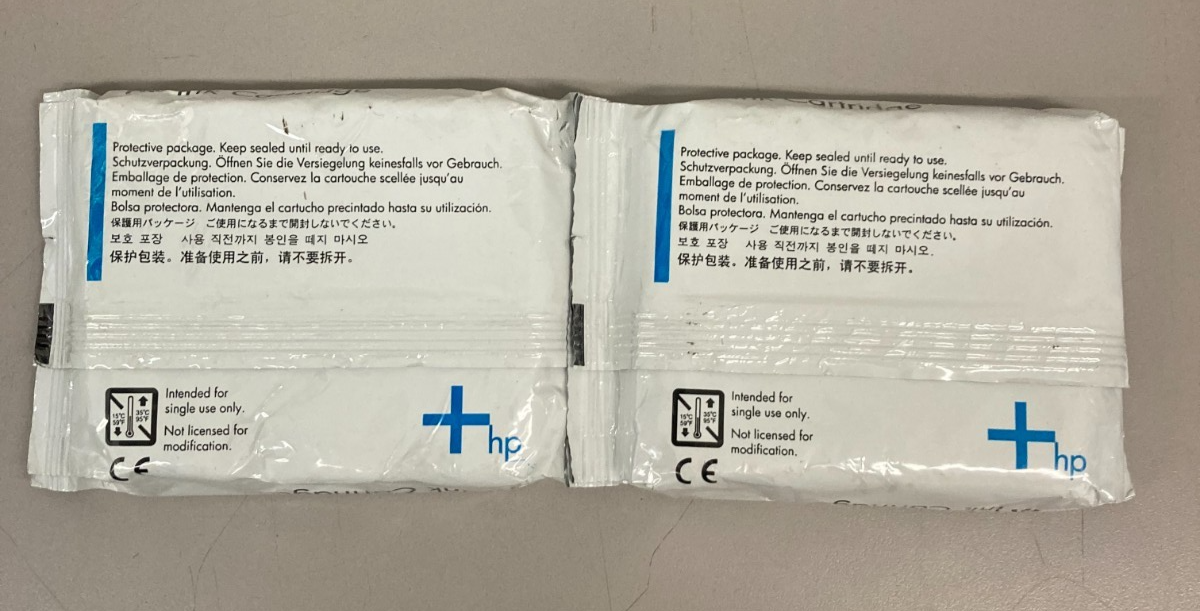 Ink Cartridge
Protective package. Keep sealed until ready to use.
Schutzverpackung. Öffnen Sie die Versiegelung keinesfalls vor Gebrauch.
Emballage de protection. Conservez la cartouche scellée jusqu'au
moment de l'utilisation.
Bolsa protectora. Mantenga el cartucho precintado hasta su utilización.
保護用パッケージ ご使用になるまで開封しないでください。
보호 포장 사용 직전까지 봉인을 떼지 마시오
保护包装。准备使用之前，请不要拆开。
15°C
59°F
35°C
95°F
Intended for
single use only.
Not licensed for
modification.
CE
hp
Cartridge
Protective package. Keep sealed until ready to use.
Schutzverpackung. Öffnen Sie die Versiegelung keinesfalls vor Gebrauch.
Emballage de protection. Conservez la cartouche scellée jusqu'au
moment de l'utilisation.
Bolsa protectora. Mantenga el cartucho precintado hasta su utilización.
保護用パッケージ ご使用になるまで開封しないでください。
보호 포장 사용 직전까지 봉인을 떼지 마시오.
保护包装。准备使用之前，请不要拆开。
15°C
59°F
35°C
95°F
Intended for
single use only.
Not licensed for
modification.
CE
hp